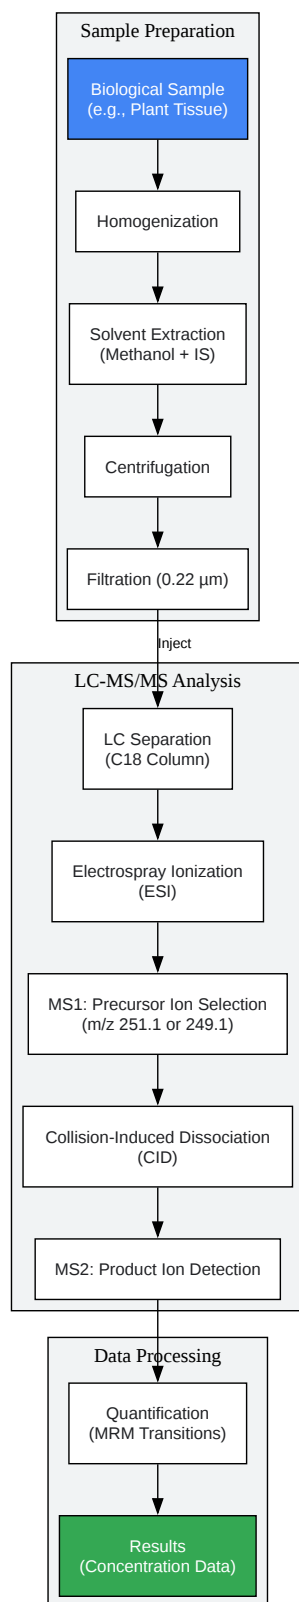 Sample Preparation
Biological Sample
(e.g., Plant Tissue)
Homogenization
Solvent Extraction
(Methanol + IS)
Centrifugation
Filtration (0.22 µm)
Inject
LC-MS/MS Analysis
LC Separation
(C18 Column)
Electrospray Ionization
(ESI)
MS1: Precursor Ion Selection
(m/z 251.1 or 249.1)
Collision-Induced Dissociation
(CID)
MS2: Product Ion Detection
Data Processing
Quantification
(MRM Transitions)
Results
(Concentration Data)